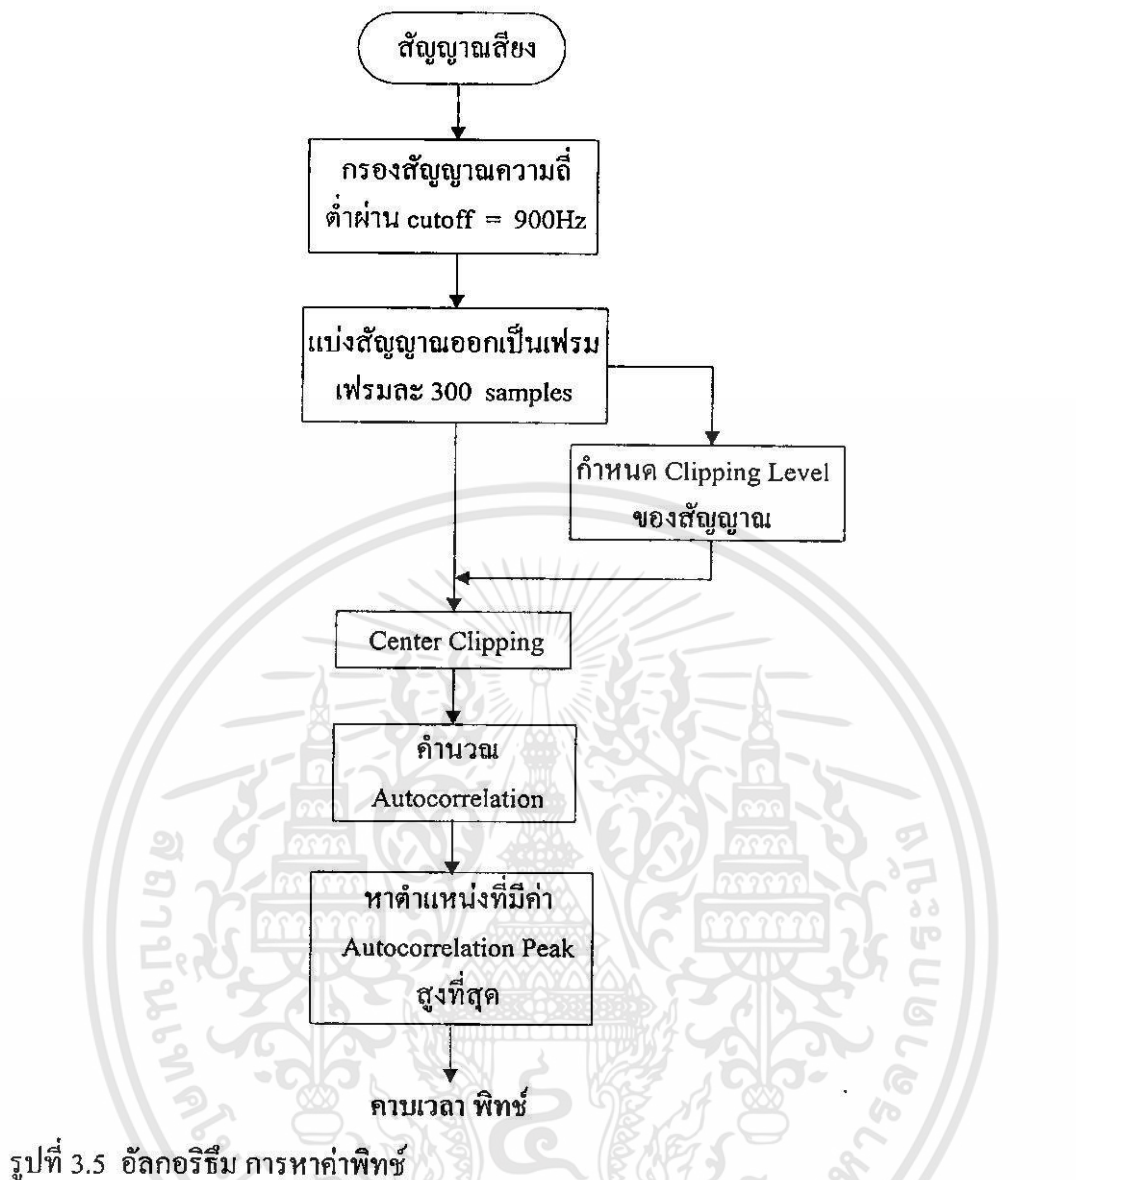 สัญญาณสียง
กรองสัญญาณความถี่
ต่ำผ่าน cutoff = 900Hz
แบ่งสัญญาณออกเป็นเฟรม
เฟรมละ 300 samples
กำหนด Clipping Level
ของสัญญาณ
Center Clipping
คำนวณ
Autocorrelation
หาตำแหน่งที่มีค่า
Autocorrelation Peak
สูงที่สุด
คาบเวลา พิทช์
รูปที่ 3.5 อัลกอริธึม การหาค่าพิทช์